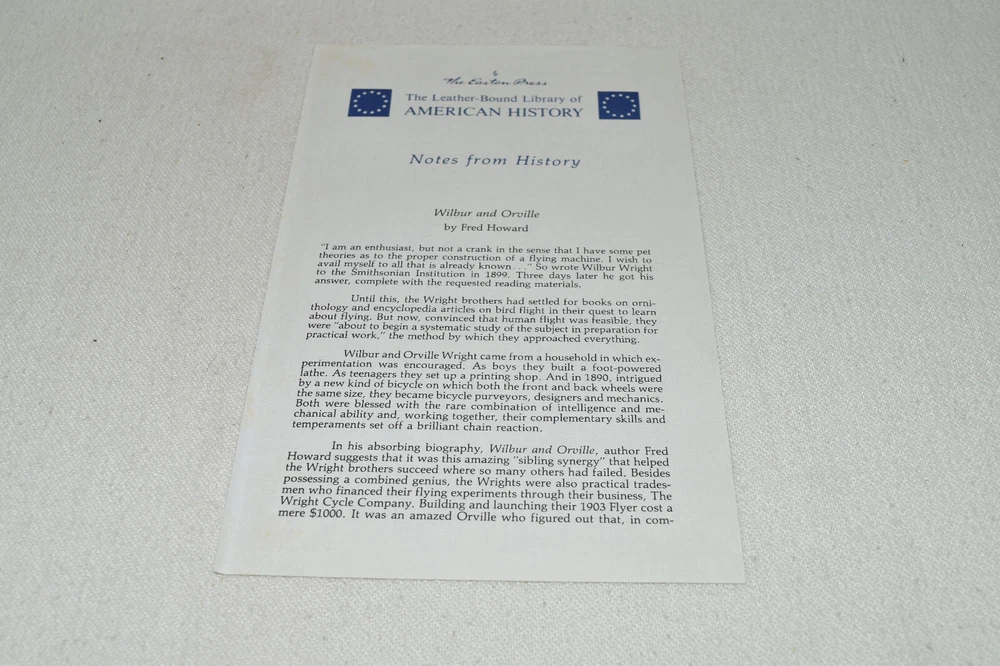 The Easton Press
The Leather-Bound Library of
AMERICAN HISTORY
Notes from History
Wilbur and Orville
by Fred Howard
"I am an enthusiast, but not a crank in the sense that I have some pet
theories as to the proper construction of a flying machine. I wish to
avail myself to all that is already known . . ." So wrote Wilbur Wright
to the Smithsonian Institution in 1899. Three days later he got his
answer, complete with the requested reading materials.
Until this, the Wright brothers had settled for books on orni-
thology and encyclopedia articles on bird flight in their quest to learn
about flying. But now, convinced that human flight was feasible, they
were "about to begin a systematic study of the subject in preparation for
practical work," the method by which they approached everything.
Wilbur and Orville Wright came from a household in which ex-
perimentation was encouraged. As boys they built a foot-powered
lathe. As teenagers they set up a printing shop. And in 1890, intrigued
by a new kind of bicycle on which both the front and back wheels were
the same size, they became bicycle purveyors, designers and mechanics.
Both were blessed with the rare combination of intelligence and me-
chanical ability and, working together, their complementary skills and
temperaments set off a brilliant chain reaction.
In his absorbing biography, Wilbur and Orville, author Fred
Howard suggests that it was this amazing "sibling synergy" that helped
the Wright brothers succeed where so many others had failed. Besides
possessing a combined genius, the Wrights were also practical trades-
men who financed their flying experiments through their business, The
Wright Cycle Company. Building and launching their 1903 Flyer cost a
mere $1000. It was an amazed Orville who figured out that, in com-